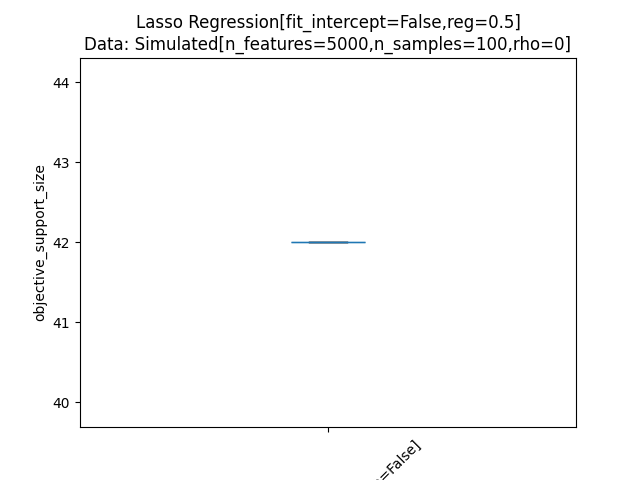 Lasso Regression[fit_intercept=False,reg=0.5]
Data: Simulated[n_features=5000,n_samples=100,rho=0]
44
43
42
41
40
objective_support_size
=False]